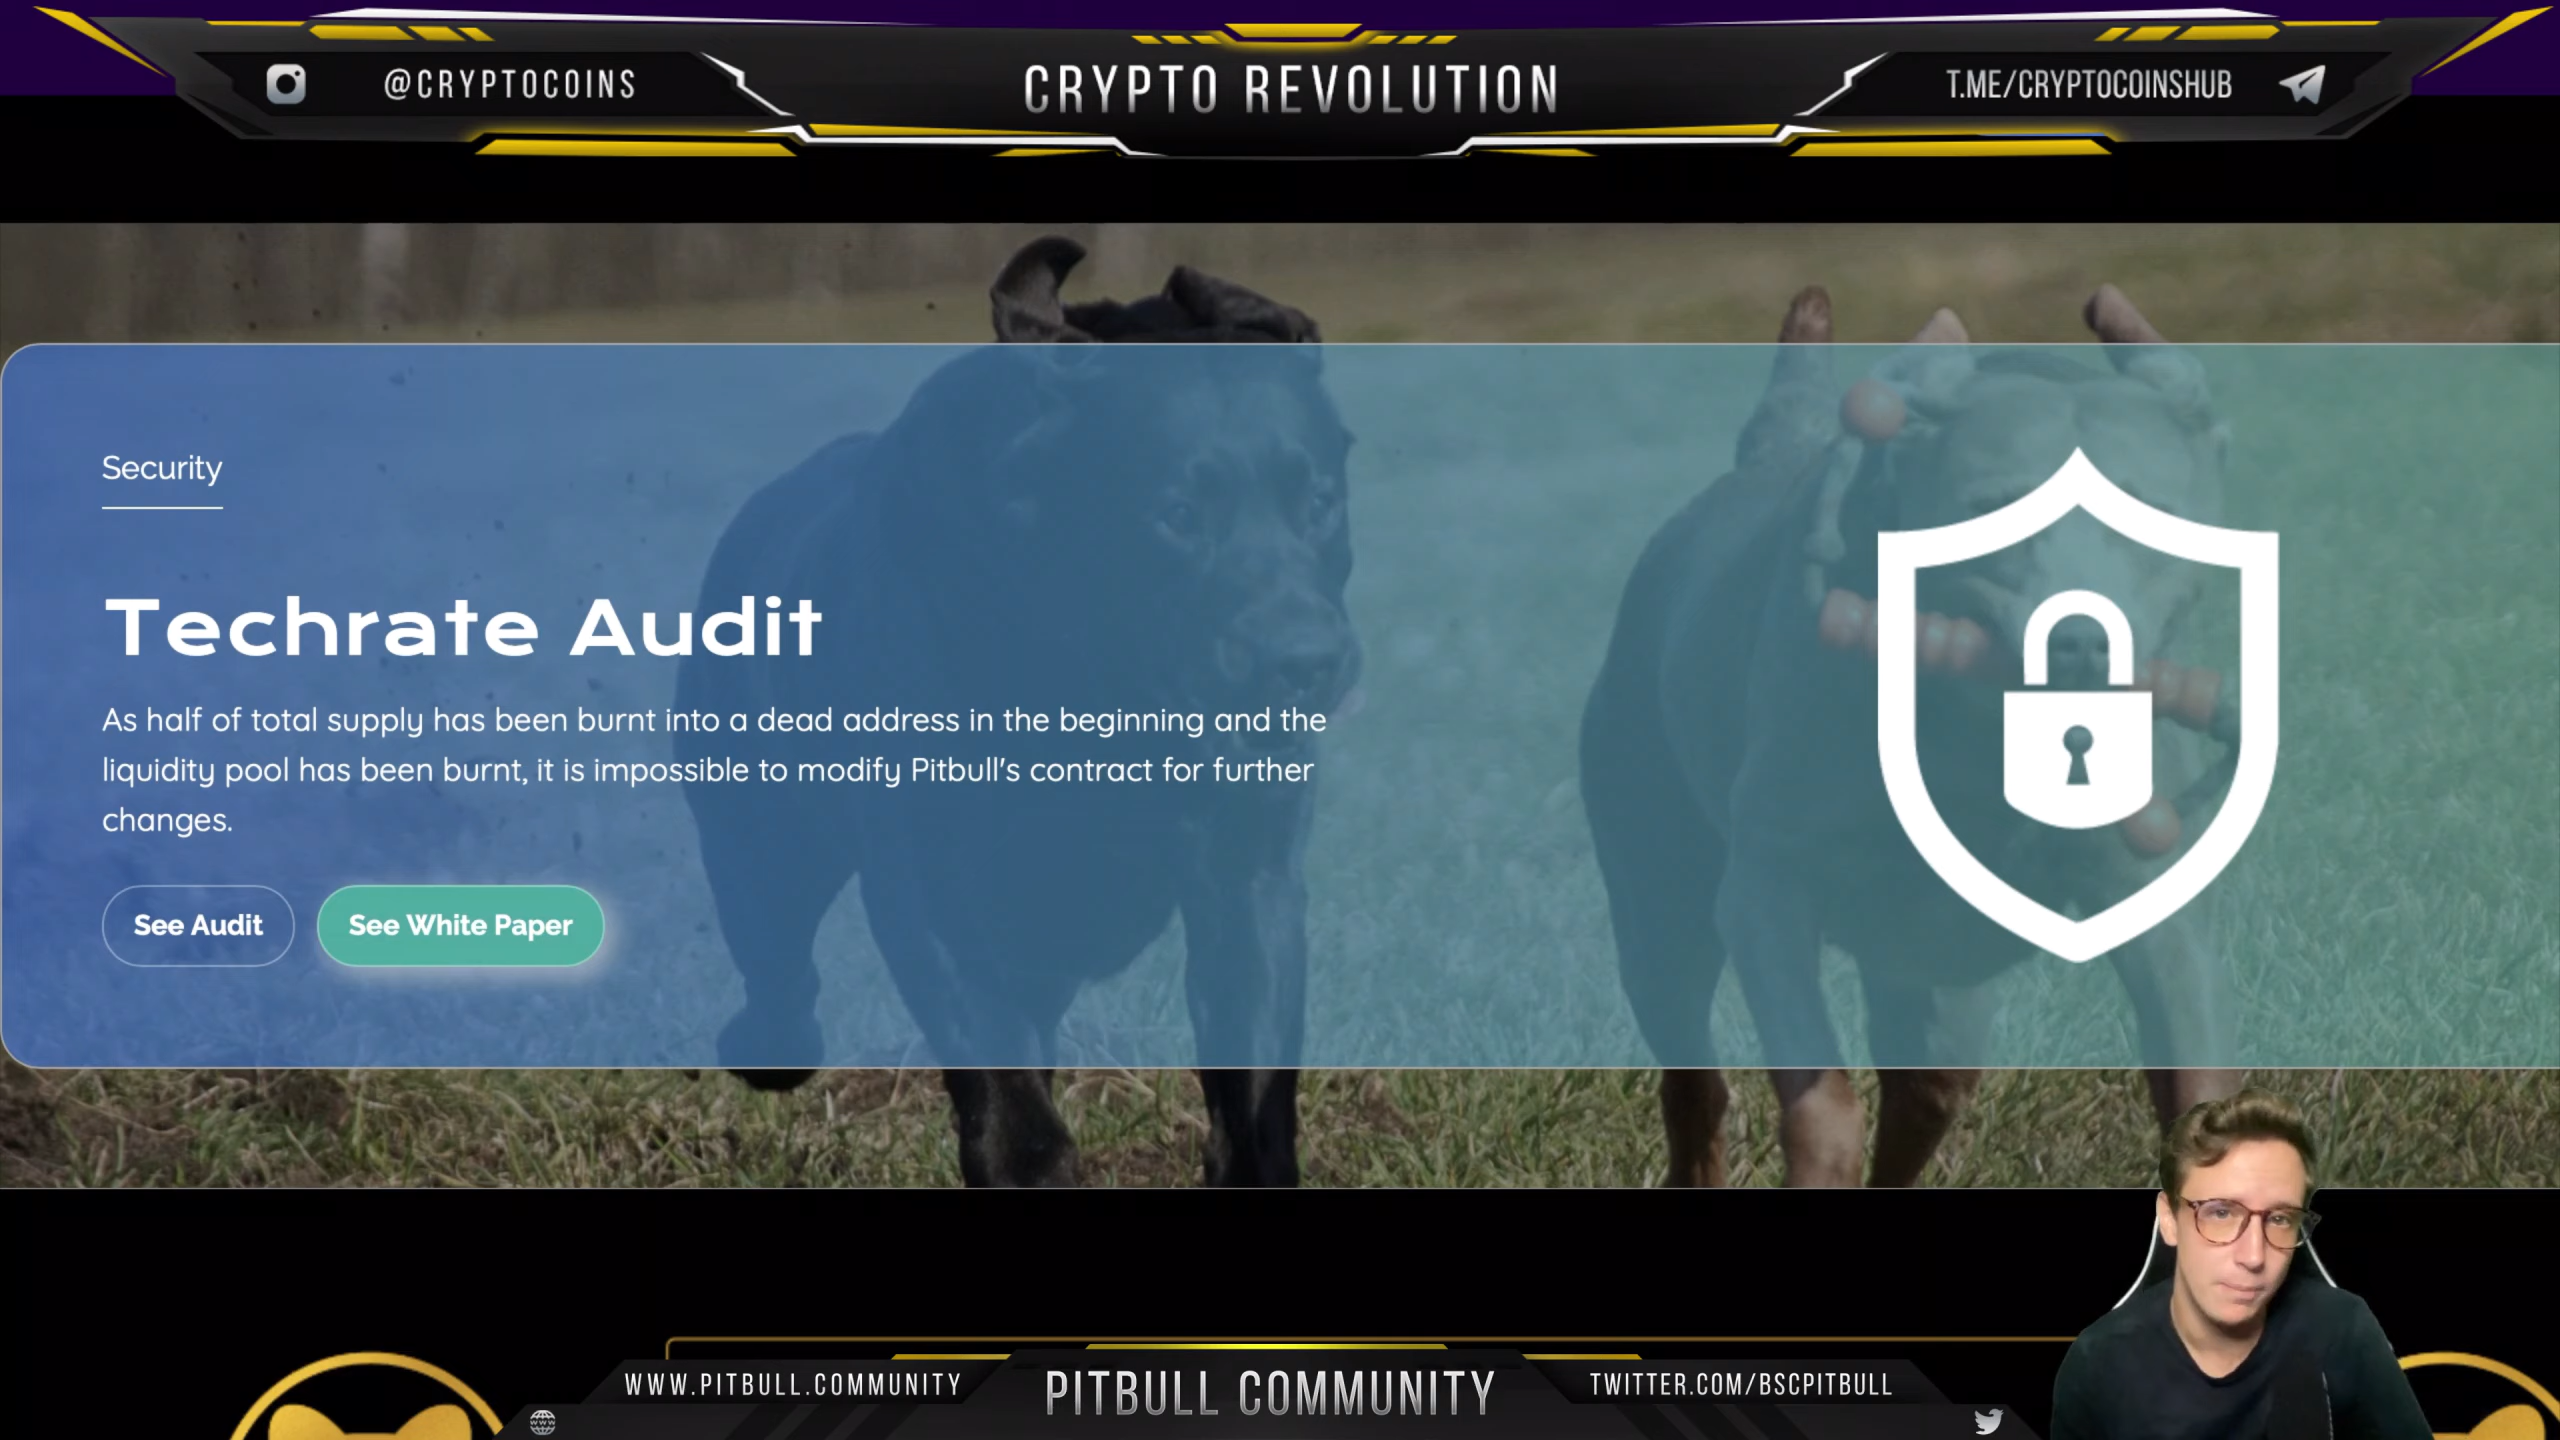 @CRYPTOCOINS
CRYPTO REVOLUTION
T.ME/CRYPTOCOINSHUB
Security
Techrate Audit
As half of total supply has been burnt into a dead address in the beginning and the
liquidity pool has been burnt, it is impossible to modify Pitbull's contract for further
changes.
See Audit
See White Paper
WWW.PITBULL.COMMUNITY
PITBULL COMMUNITY
TWITTER.COM/BSCPITBULL